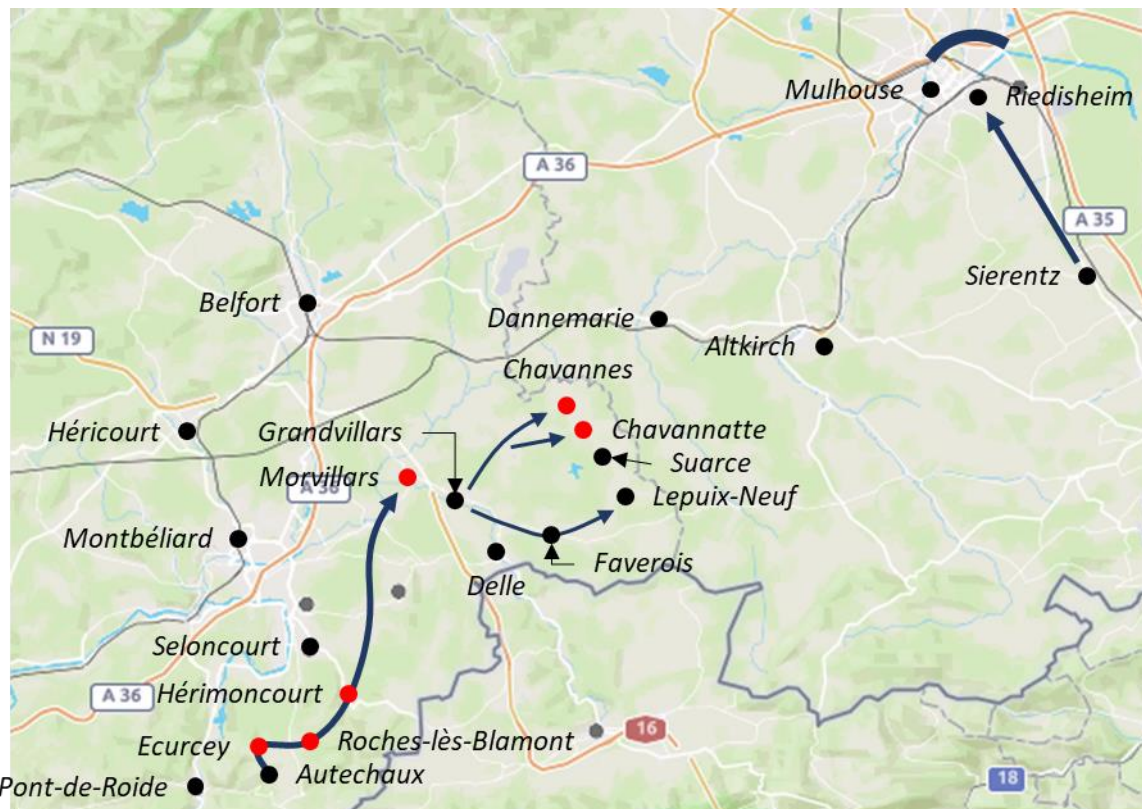 Mulhouse
Riedisheim
A 36
A 35
Sierentz
Belfort
Dannemarie
N 19
Altkirch
Chavannes
Héricourt
Grandvillars
Chavannatte
Suarce
Morvillars
A 36
Lepuix-Neuf
Montbéliard
Faverois
Delle
Seloncourt
Hérimoncourt
A 36
16
Ecurcey
Roches-lès-Blamont
Autechaux
Pont-de-Roide
18